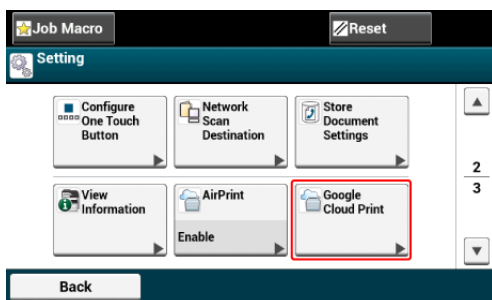 Job Macro
Reset
Setting
Configure
One Touch
Button
Network
Scan
Destination
Store
Document
Settings
View
Information
AirPrint
Enable
Google
Cloud Print
2
3
Back